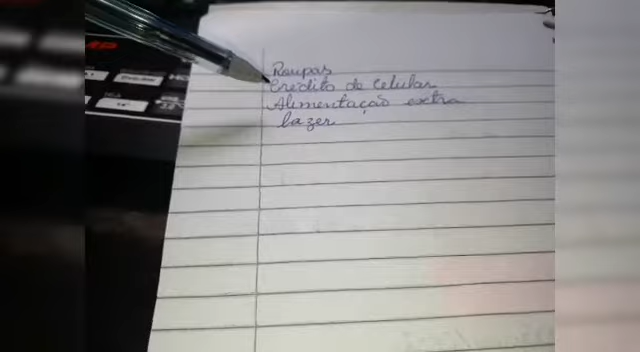 Roupas
Crédito de Celular
Alimentação extra
lazer